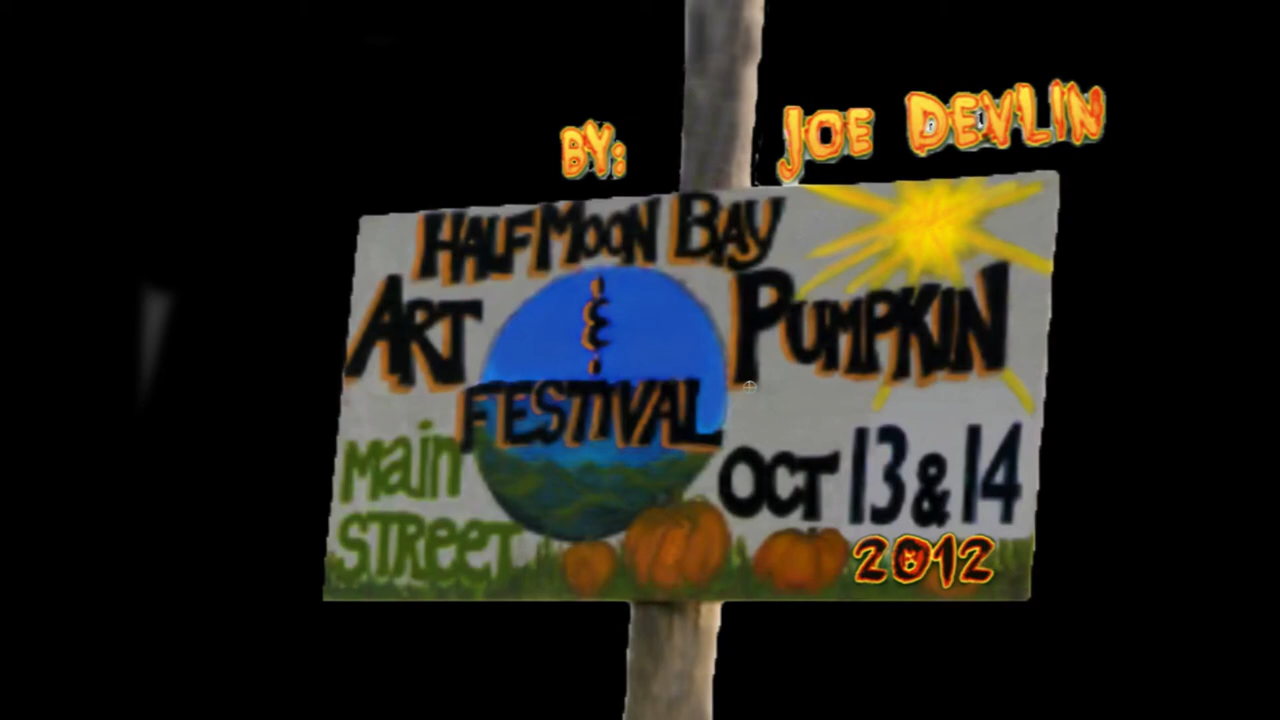 BY: JOE DEVLIN
HALF MOON BAY
ART & PUMPKIN
FESTIVAL
Main
STREET
OCT 13 & 14
2012